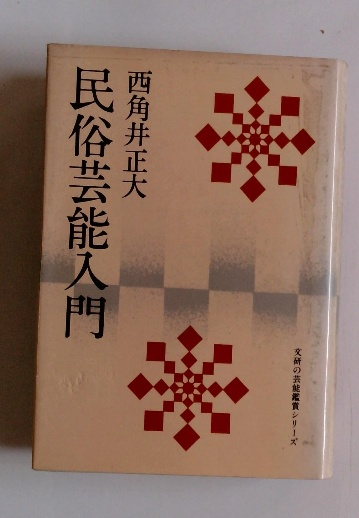 民俗芸能入門
西角井正大
文研の芸能鑑賞シリーズ